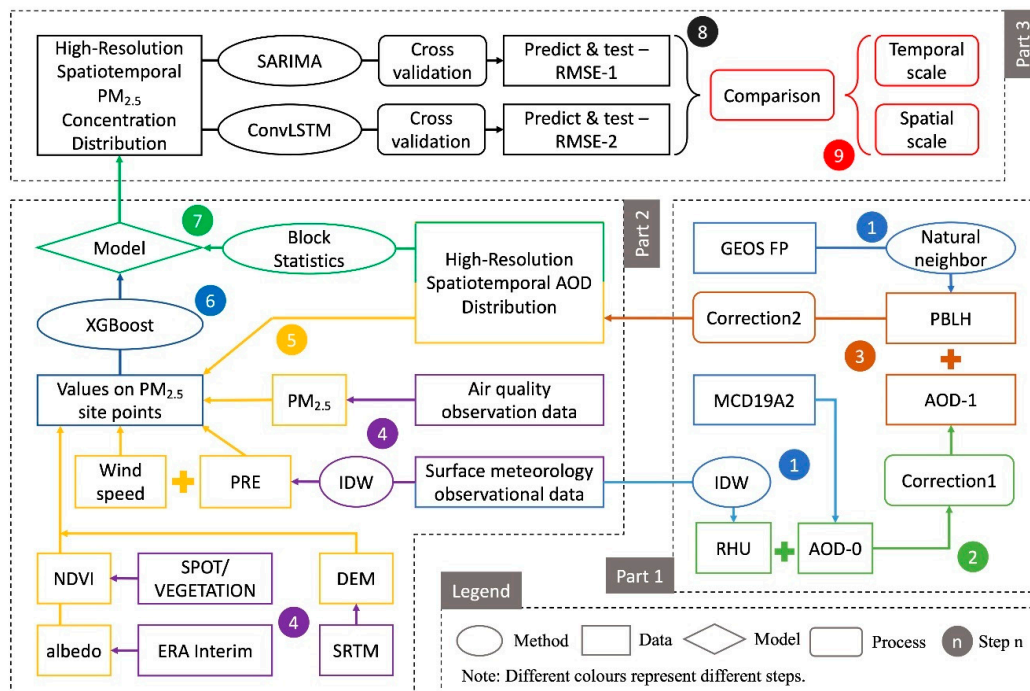 High-Resolution
Spatiotemporal
PM2.5
Concentration
Distribution
SARIMA
Cross
validation
Predict & test –
RMSE-1
ConvLSTM
Cross
validation
Predict & test –
RMSE-2
8
Comparison
Temporal
scale
Spatial
scale
9
Part 3
7
Model
Block
Statistics
High-Resolution
Spatiotemporal AOD
Distribution
Part 2
6
XGBoost
5
Values on PM2.5
site points
PM2.5
Air quality
observation data
4
Wind
speed
PRE
IDW
Surface meteorology
observational data
NDVI
SPOT/
VEGETATION
DEM
4
albedo
ERA Interim
SRTM
GEOS FP
1
Natural
neighbor
Correction2
PBLH
3
MCD19A2
AOD-1
IDW
1
Correction1
RHU
AOD-0
2
Part 1
Legend
Method
Data
Model
Process
n
Step n
Note: Different colours represent different steps.